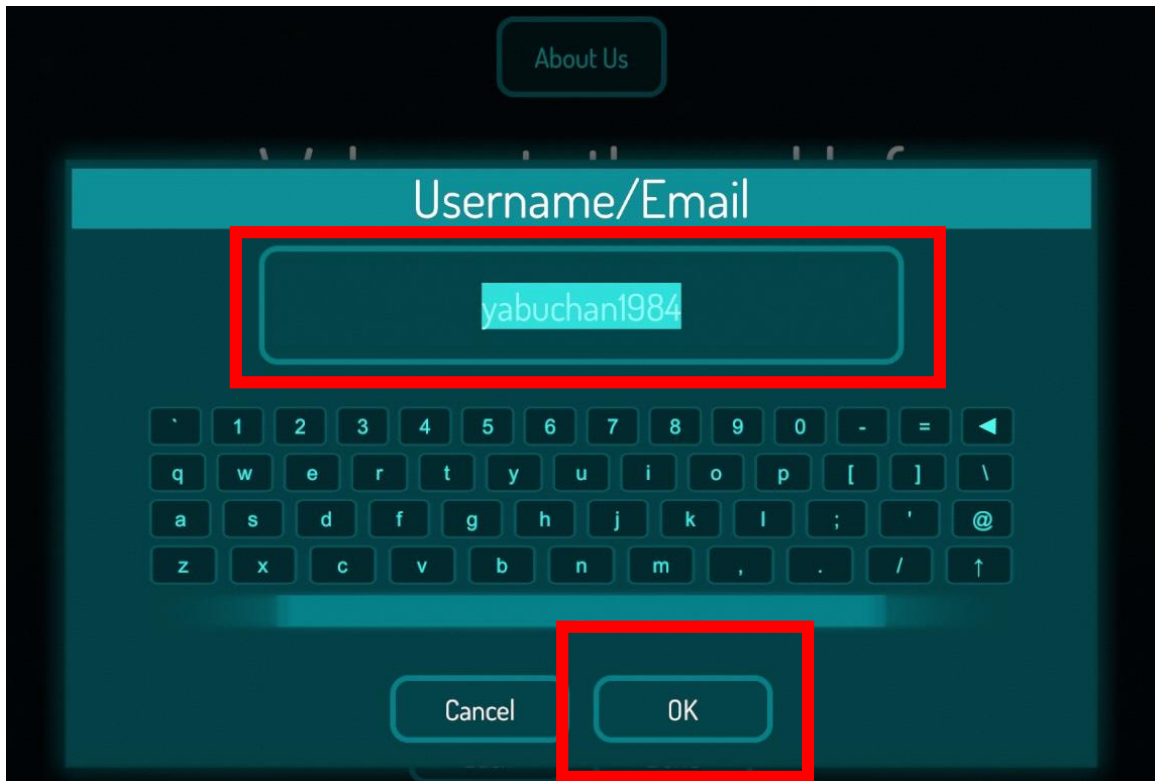 About Us
Username/Email
yabuchan1984
` 1 2 3 4 5 6 7 8 9 0 - = ◄
q w e r t y u i o p [ ] \
a s d f g h j k l ; ' @
z x c v b n m , . / ↑
Cancel OK